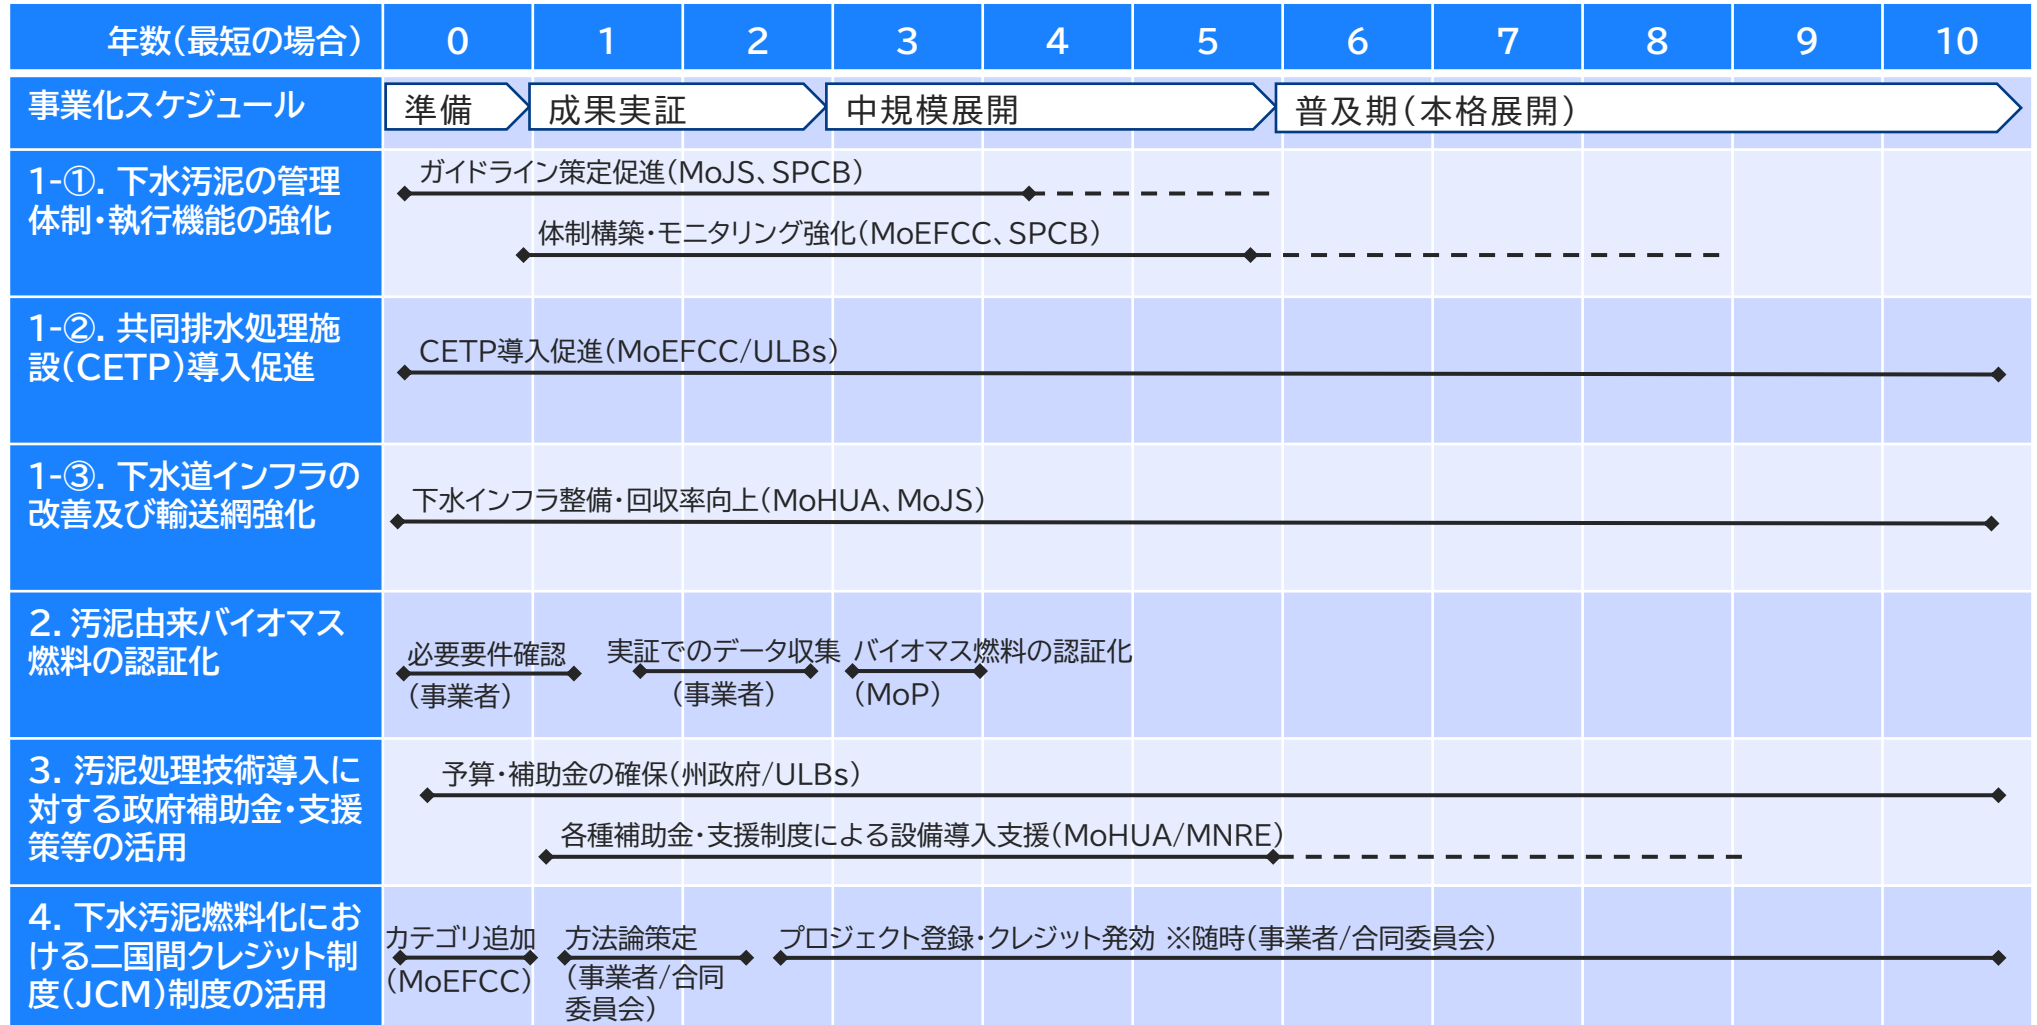 年数(最短の場合) 0 1 2 3 4 5 6 7 8 9 10
事業化スケジュール
準備 成果実証 中規模展開 普及期(本格展開)
1-①. 下水汚泥の管理
体制・執行機能の強化
ガイドライン策定促進(MoJS、SPCB)
体制構築・モニタリング強化(MoEFCC、SPCB)
1-②. 共同排水処理施
設(CETP)導入促進
CETP導入促進(MoEFCC/ULBs)
1-③. 下水道インフラの
改善及び輸送網強化
下水インフラ整備・回収率向上(MoHUA、MoJS)
2. 汚泥由来バイオマス
燃料の認証化
必要要件確認
(事業者)
実証でのデータ収集
(事業者)
バイオマス燃料の認証化
(MoP)
3. 汚泥処理技術導入に
対する政府補助金・支援
策等の活用
予算・補助金の確保(州政府/ULBs)
各種補助金・支援制度による設備導入支援(MoHUA/MNRE)
4. 下水汚泥燃料化にお
ける二国間クレジット制
度(JCM)制度の活用
カテゴリ追加
(MoEFCC)
方法論策定
(事業者/合同
委員会)
プロジェクト登録・クレジット発効 ※随時(事業者/合同委員会)